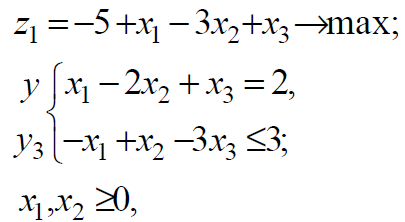 z₁ = −5 + x₁ − 3x₂ + x₃ → max;
y { x₁ − 2x₂ + x₃ = 2,
y₃ { −x₁ + x₂ − 3x₃ ≤ 3;
x₁, x₂ ≥ 0,